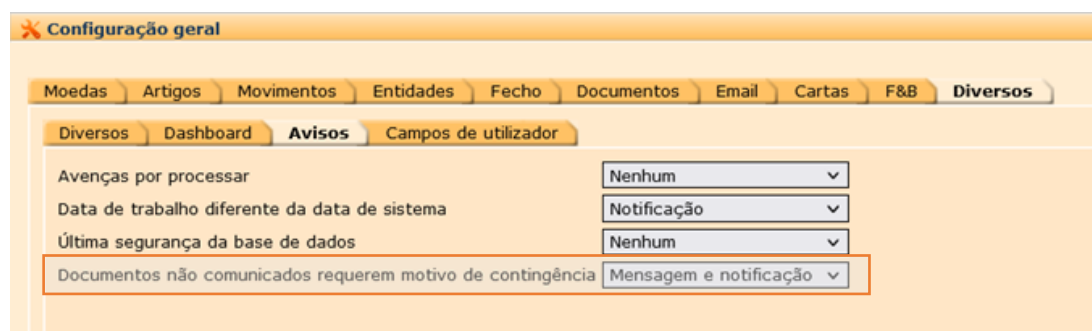 Configuração geral
Moedas Artigos Movimentos Entidades Fecho Documentos Email Cartas F&B Diversos
Diversos Dashboard Avisos Campos de utilizador
Avenças por processar Nenhum
Data de trabalho diferente da data de sistema Notificação
Última segurança da base de dados Nenhum
Documentos não comunicados requerem motivo de contingência Mensagem e notificação